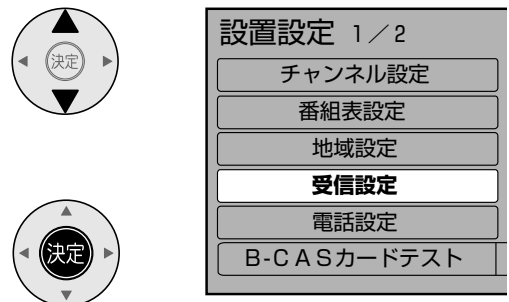 決定
設置設定 1／2
チャンネル設定
番組表設定
地域設定
受信設定
電話設定
B-CASカードテスト
決定